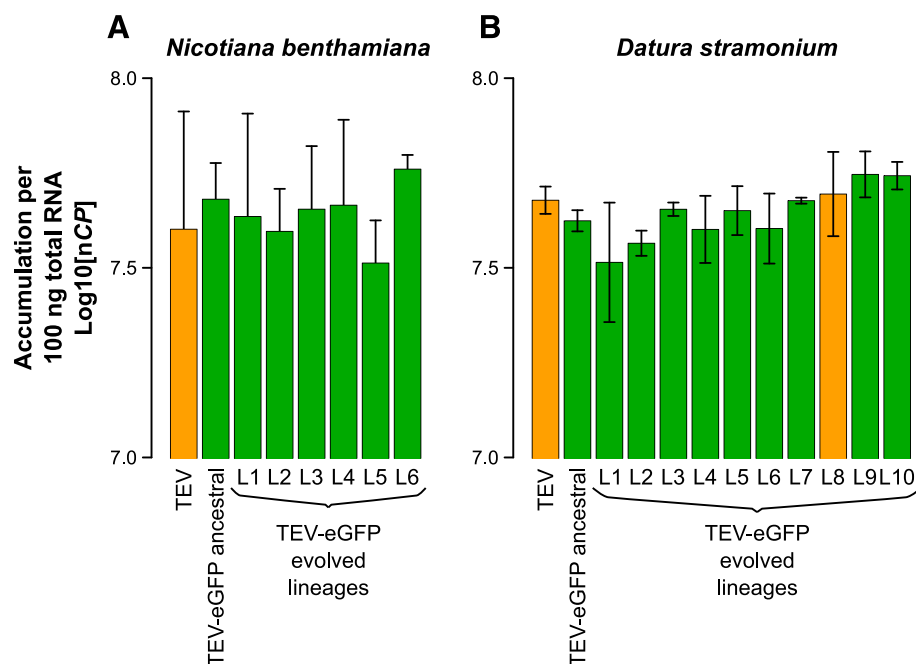 A
B
Nicotiana benthamiana
Datura stramonium
Accumulation per
100 ng total RNA
Log10[nCP]
8.0
7.5
7.0
8.0
7.5
7.0
TEV
TEV-eGFP ancestral
L1
L2
L3
L4
L5
L6
TEV-eGFP
evolved
lineages
TEV
TEV-eGFP ancestral
L1
L2
L3
L4
L5
L6
L7
L8
L9
L10
TEV-eGFP
evolved
lineages